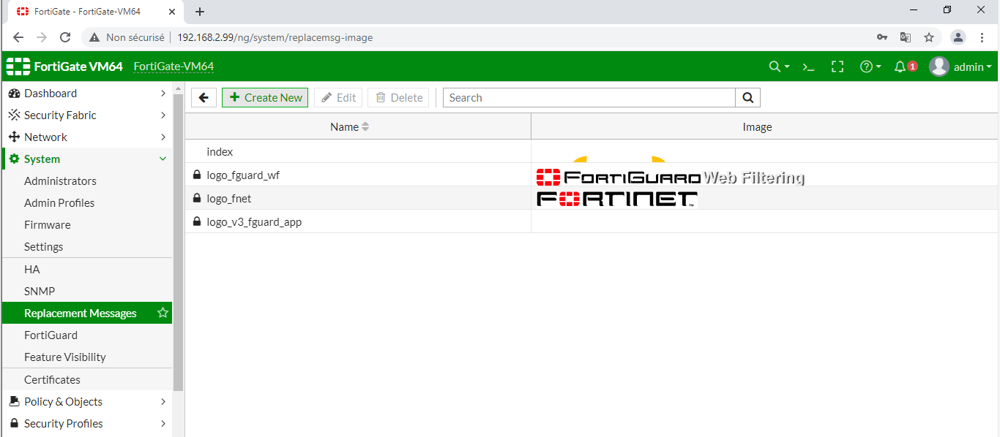 FortiGate - FortiGate-VM64
Non sécurisé 192.168.2.99/ng/system/replacemsg-image
FortiGate VM64 FortiGate-VM64 1 admin
Dashboard
Security Fabric
Network
System
Administrators
Admin Profiles
Firmware
Settings
HA
SNMP
Replacement Messages
FortiGuard
Feature Visibility
Certificates
Policy & Objects
Security Profiles
Create New Edit Delete Search
Name Image
index
logo_fguard_wf FORTIGUARD Web Filtering
logo_fnet FORTINET TM
logo_v3_fguard_app